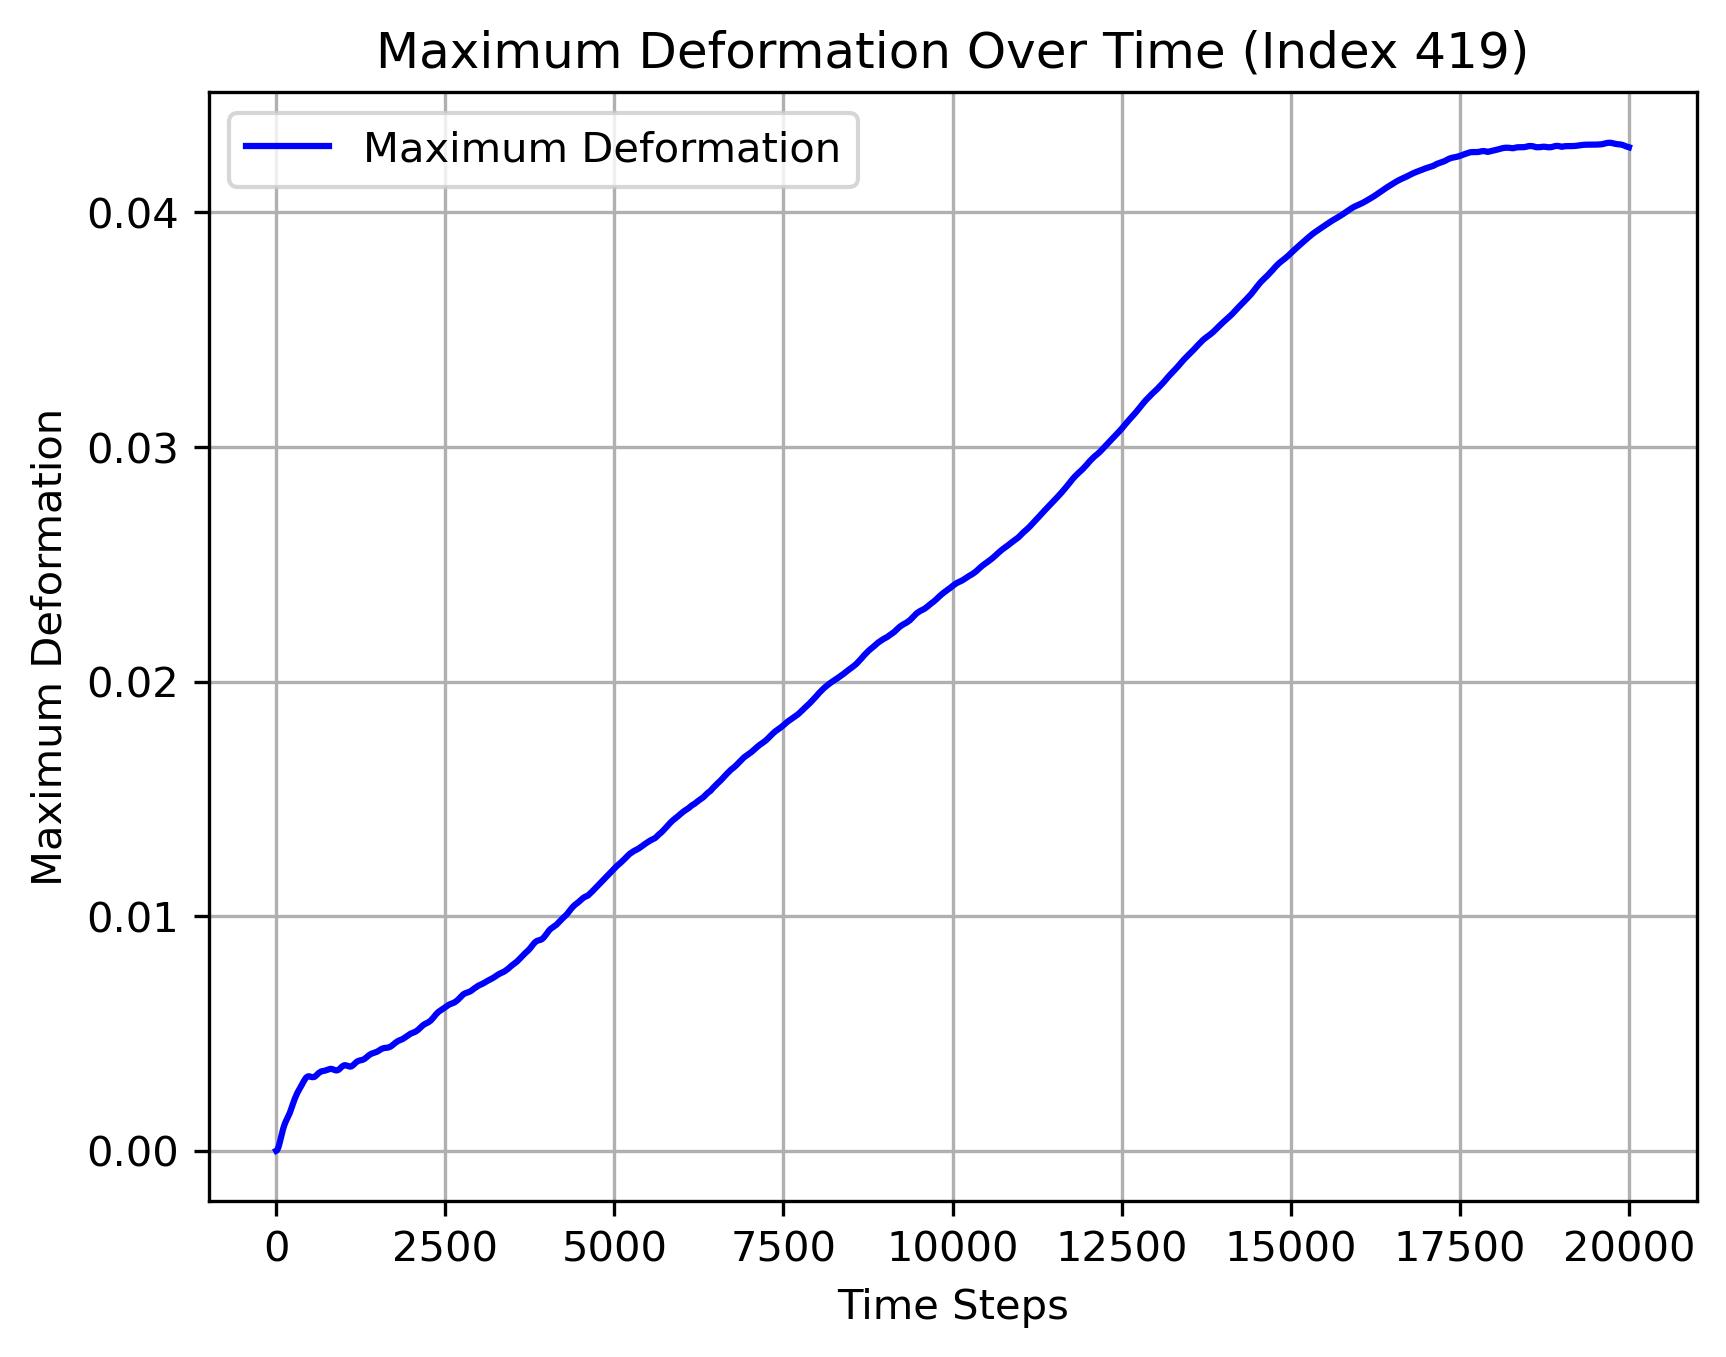 Maximum Deformation Over Time (Index 419)
Maximum Deformation
Maximum Deformation
0.04
0.03
0.02
0.01
0.00
0 2500 5000 7500 10000 12500 15000 17500 20000
Time Steps